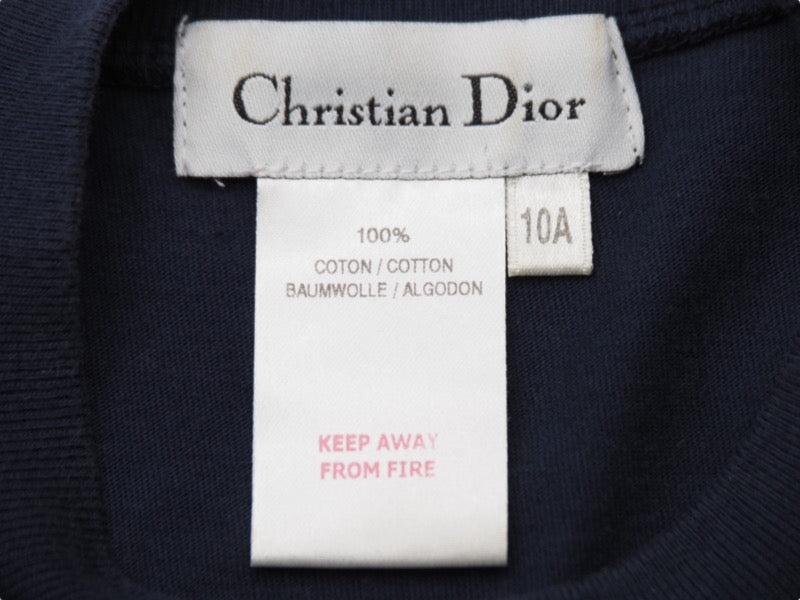 Christian Dior
10A
100%
COTON / COTTON
BAUMWOLLE / ALGODON
KEEP AWAY
FROM FIRE